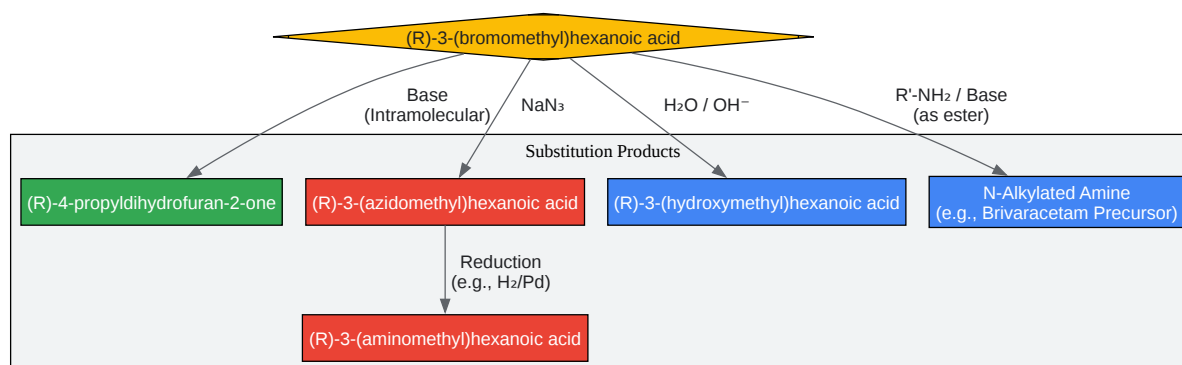 (R)-3-(bromomethyl)hexanoic acid
Base
(Intramolecular)
NaN₃
H₂O / OH⁻
R'-NH₂ / Base
(as ester)
Substitution Products
(R)-4-propyldihydrofuran-2-one
(R)-3-(azidomethyl)hexanoic acid
(R)-3-(hydroxymethyl)hexanoic acid
N-Alkylated Amine
(e.g., Brivaracetam Precursor)
Reduction
(e.g., H₂/Pd)
(R)-3-(aminomethyl)hexanoic acid